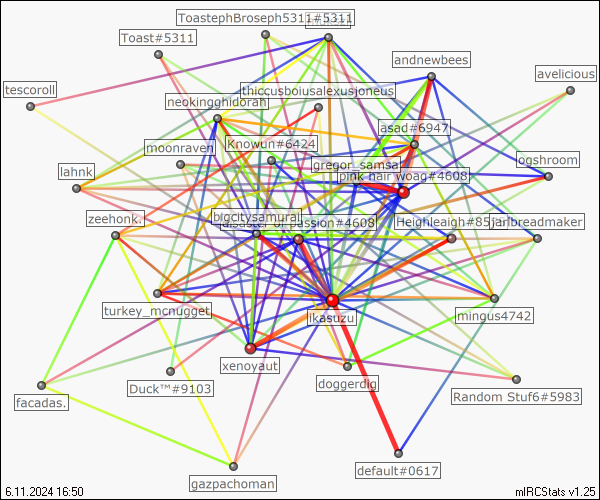 ToastephBroseph5311#5311
Toast#5311
andnewbees
avelicious
tescoroll
thiccusboiusalexusjoneus
neokingghidorah
asad#6947
Knowun#6424
moonraven
gregor_samsa
ogshroom
pink hair woag#4608
lahnk
bigcitysamurai
zeehonk.
disaster of passion#4608
jarlbreadmaker
turkey_mcnugget
ikasuzu
mingus4742
xenoyaut
doggerdig
Duck™#9103
Random Stuf6#5983
facadas.
default#0617
gazpachoman
6.11.2024 16:50
mIRCStats v1.25